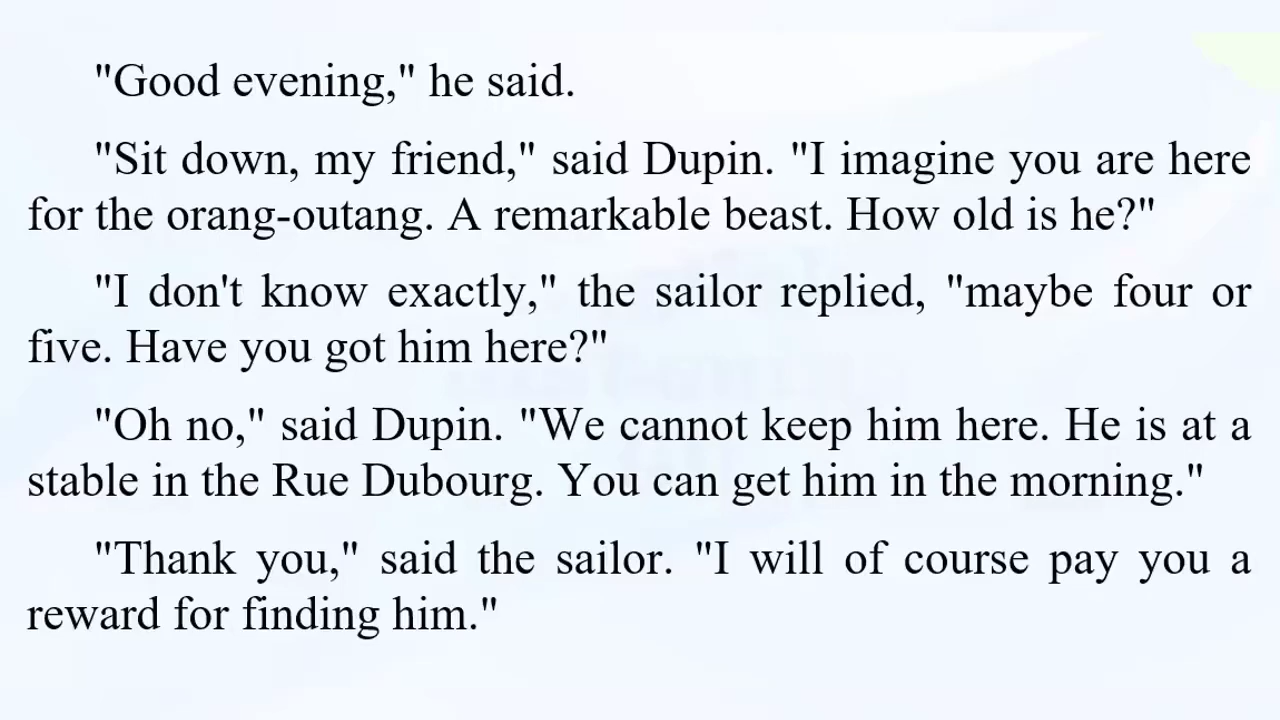 "Good evening," he said.
"Sit down, my friend," said Dupin. "I imagine you are here
for the orang-outang. A remarkable beast. How old is he?"
"I don't know exactly," the sailor replied, "maybe four or
five. Have you got him here?"
"Oh no," said Dupin. "We cannot keep him here. He is at a
stable in the Rue Dubourg. You can get him in the morning."
"Thank you," said the sailor. "I will of course pay you a
reward for finding him."